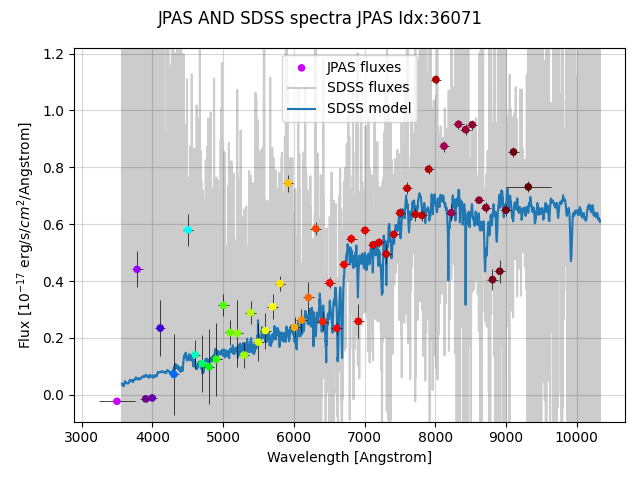 JPAS AND SDSS spectra JPAS Idx:36071
JPAS fluxes
SDSS fluxes
SDSS model
1.2
1.0
0.8
0.6
0.4
0.2
0.0
Flux [10⁻¹⁷ erg/s/cm²/Angstrom]
3000 4000 5000 6000 7000 8000 9000 10000
Wavelength [Angstrom]